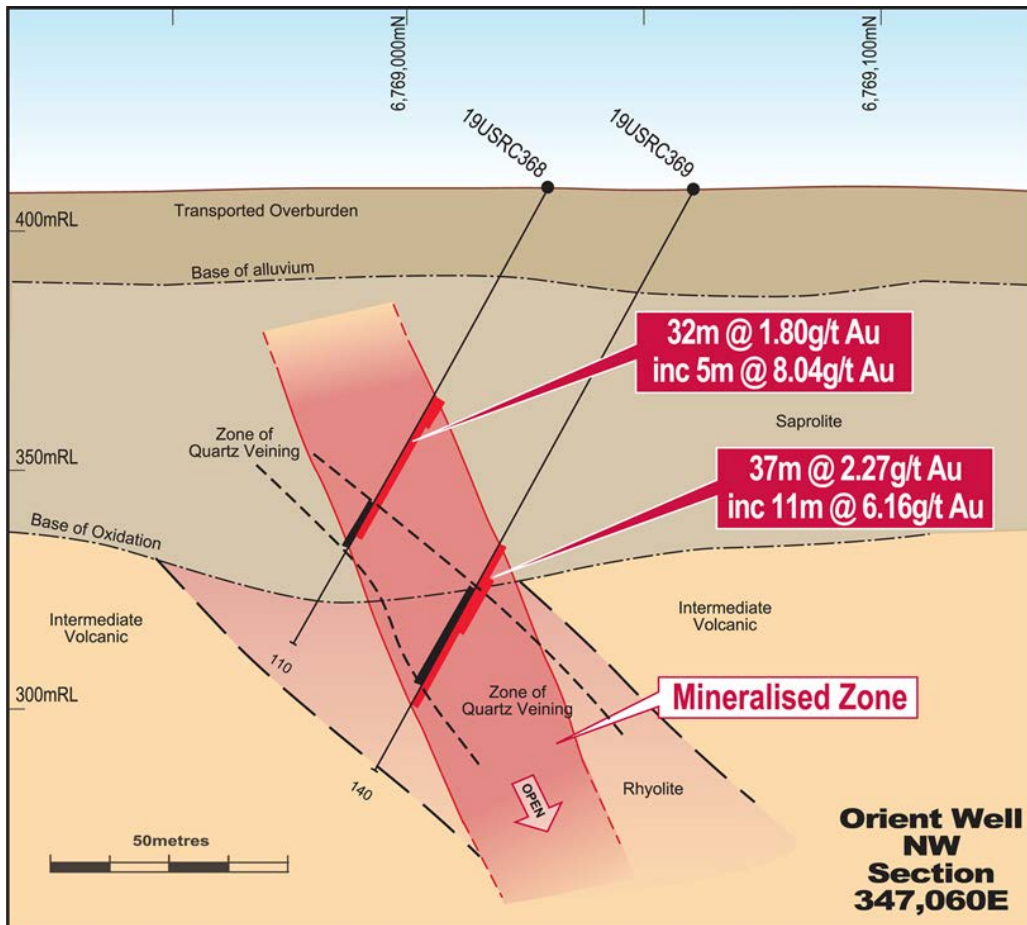 6,769,000mN
6,769,100mN
19USRC368
19USRC369
400mRL
Transported Overburden
Base of alluvium
32m @ 1.80g/t Au
inc 5m @ 8.04g/t Au
Zone of
Quartz Veining
Saprolite
350mRL
37m @ 2.27g/t Au
inc 11m @ 6.16g/t Au
Base of Oxidation
Intermediate
Volcanic
Intermediate
Volcanic
110
300mRL
Zone of
Quartz Veining
Mineralised Zone
140
OPEN
Rhyolite
50metres
Orient Well
NW
Section
347,060E